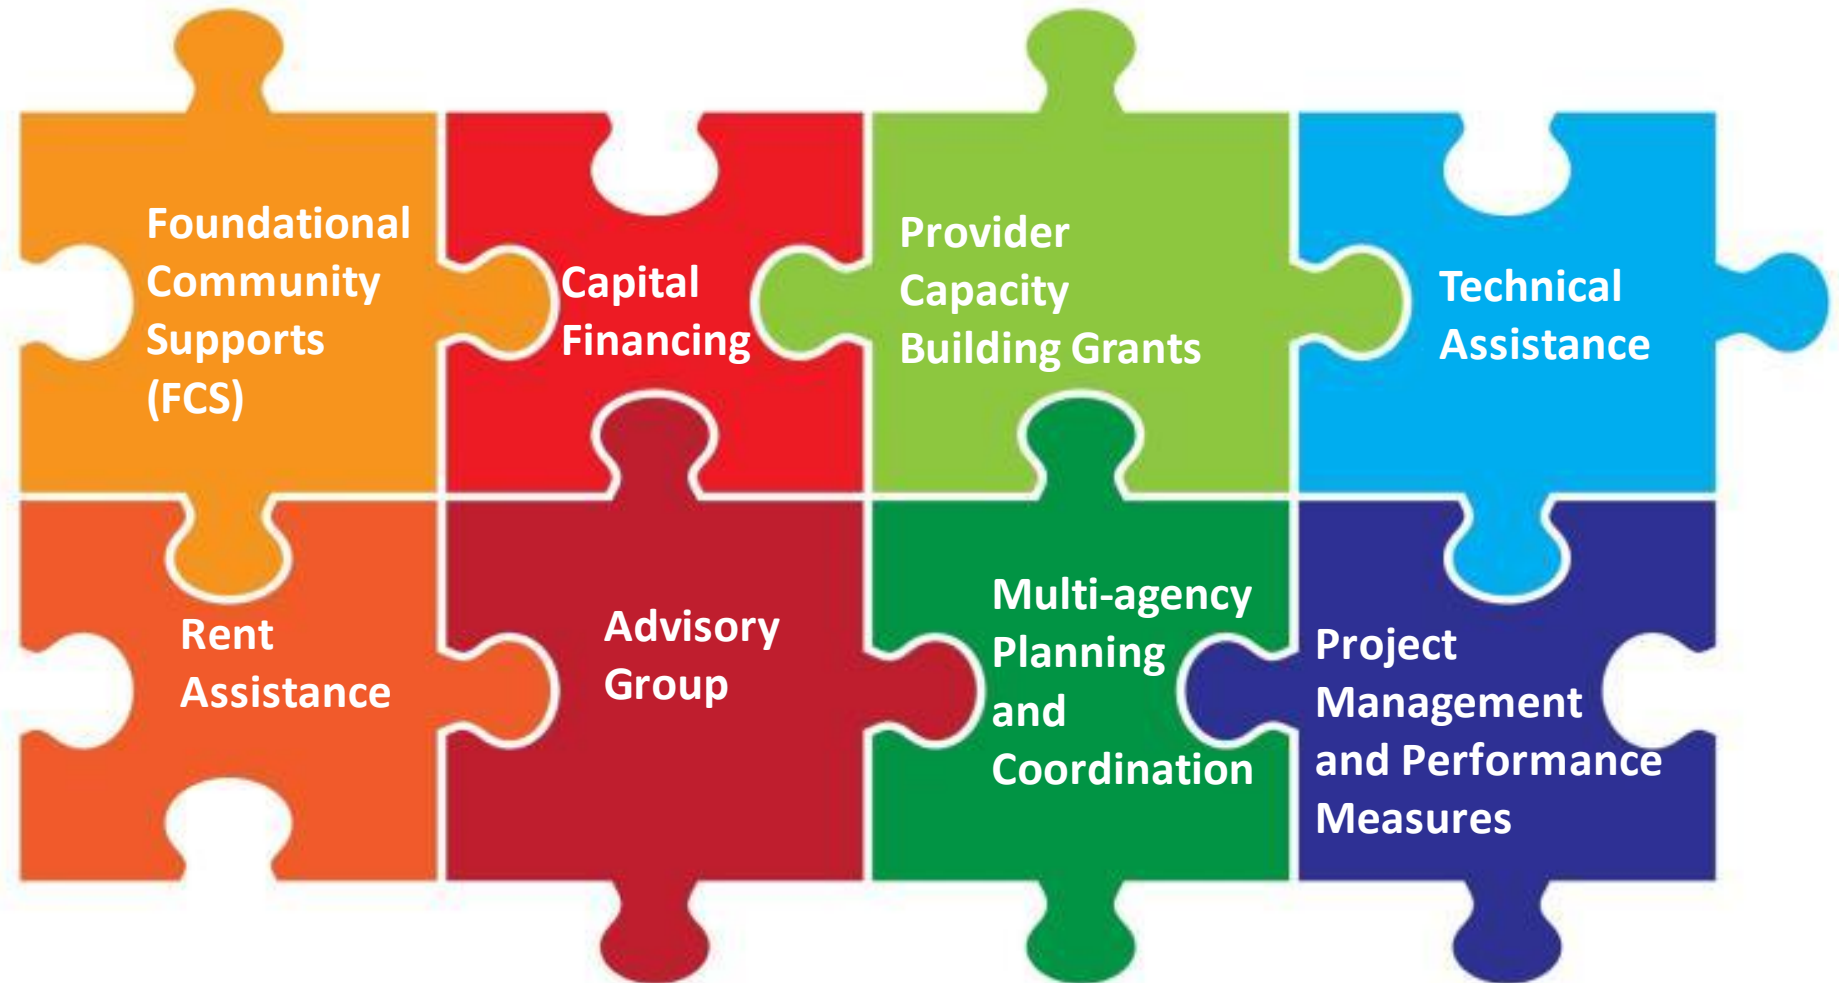 Foundational
Community
Supports
(FCS)
Capital
Financing
Provider
Capacity
Building Grants
Technical
Assistance
Rent
Assistance
Advisory
Group
Multi-agency
Planning
and
Coordination
Project
Management
and Performance
Measures